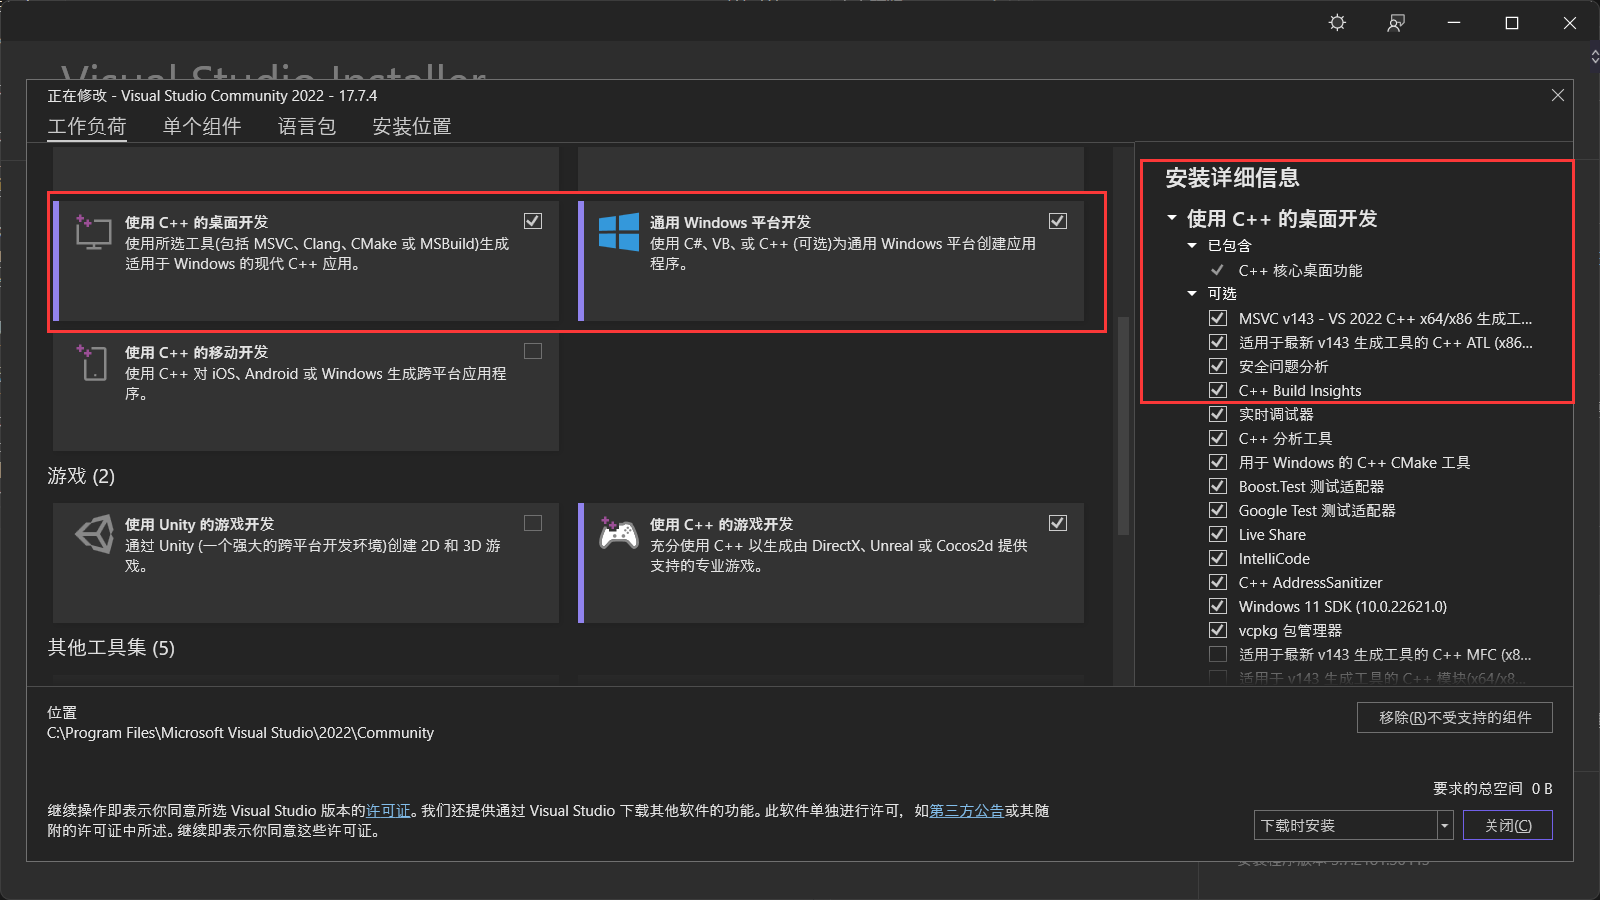 Visual Studio Installer
正在修改 - Visual Studio Community 2022 - 17.7.4
工作负荷 单个组件 语言包 安装位置
使用 C++ 的桌面开发
使用所选工具(包括 MSVC、Clang、CMake 或 MSBuild)生成
适用于 Windows 的现代 C++ 应用。
通用 Windows 平台开发
使用 C#、VB、或 C++ (可选)为通用 Windows 平台创建应用
程序。
使用 C++ 的移动开发
使用 C++ 对 iOS、Android 或 Windows 生成跨平台应用程
序。
游戏 (2)
使用 Unity 的游戏开发
通过 Unity (一个强大的跨平台开发环境)创建 2D 和 3D 游
戏。
使用 C++ 的游戏开发
充分使用 C++ 以生成由 DirectX、Unreal 或 Cocos2d 提供
支持的专业游戏。
其他工具集 (5)
安装详细信息
使用 C++ 的桌面开发
已包含
C++ 核心桌面功能
可选
MSVC v143 - VS 2022 C++ x64/x86 生成工...
适用于最新 v143 生成工具的 C++ ATL (x86...
安全问题分析
C++ Build Insights
实时调试器
C++ 分析工具
用于 Windows 的 C++ CMake 工具
Boost.Test 测试适配器
Google Test 测试适配器
Live Share
IntelliCode
C++ AddressSanitizer
Windows 11 SDK (10.0.22621.0)
vcpkg 包管理器
适用于最新 v143 生成工具的 C++ MFC (x8...
适用于 v143 生成工具的 C++ 模块(x64/x8...
位置
C:\Program Files\Microsoft Visual Studio\2022\Community
移除(R)不受支持的组件
要求的总空间 0 B
继续操作即表示你同意所选 Visual Studio 版本的许可证。我们还提供通过 Visual Studio 下载其他软件的功能。此软件单独进行许可，如第三方公告或其随
附的许可证中所述。继续即表示你同意这些许可证。
下载时安装
关闭(C)